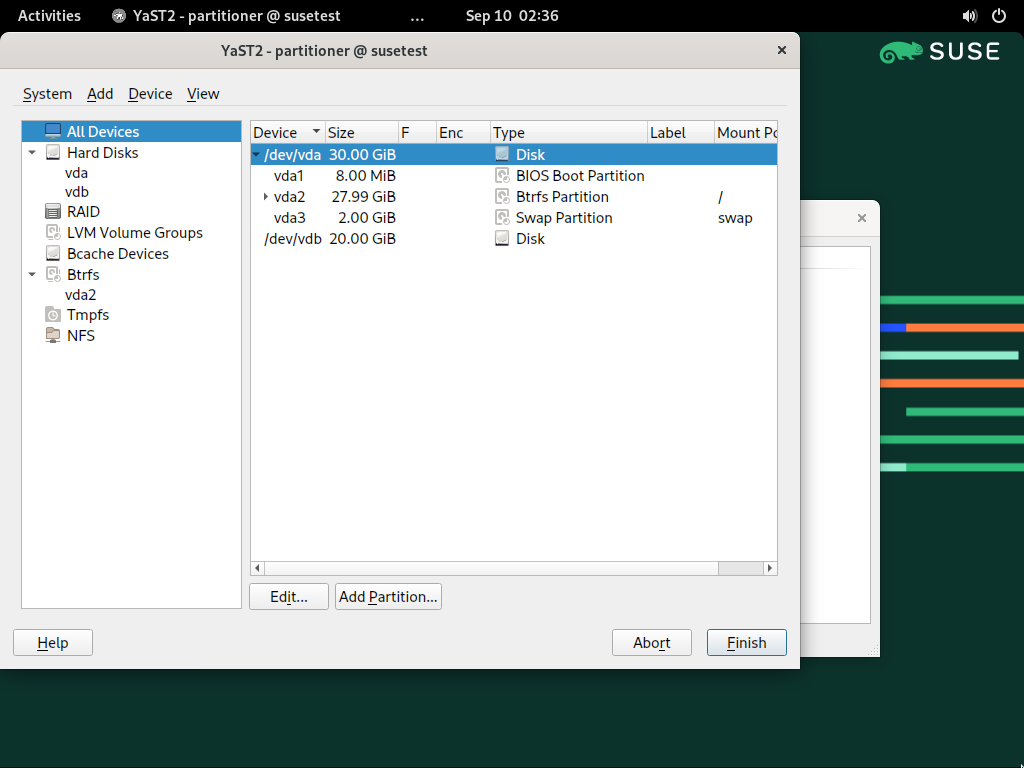 Activities YaST2 - partitioner @ susetest ... Sep 10 02:36
YaST2 - partitioner @ susetest
SUSE
System Add Device View
All Devices
Hard Disks
vda
vdb
RAID
LVM Volume Groups
Bcache Devices
Btrfs
vda2
Tmpfs
NFS
Device Size F Enc Type Label Mount Po
/dev/vda 30.00 GiB Disk
vda1 8.00 MiB BIOS Boot Partition
vda2 27.99 GiB Btrfs Partition /
vda3 2.00 GiB Swap Partition swap
/dev/vdb 20.00 GiB Disk
Edit... Add Partition...
Help Abort Finish